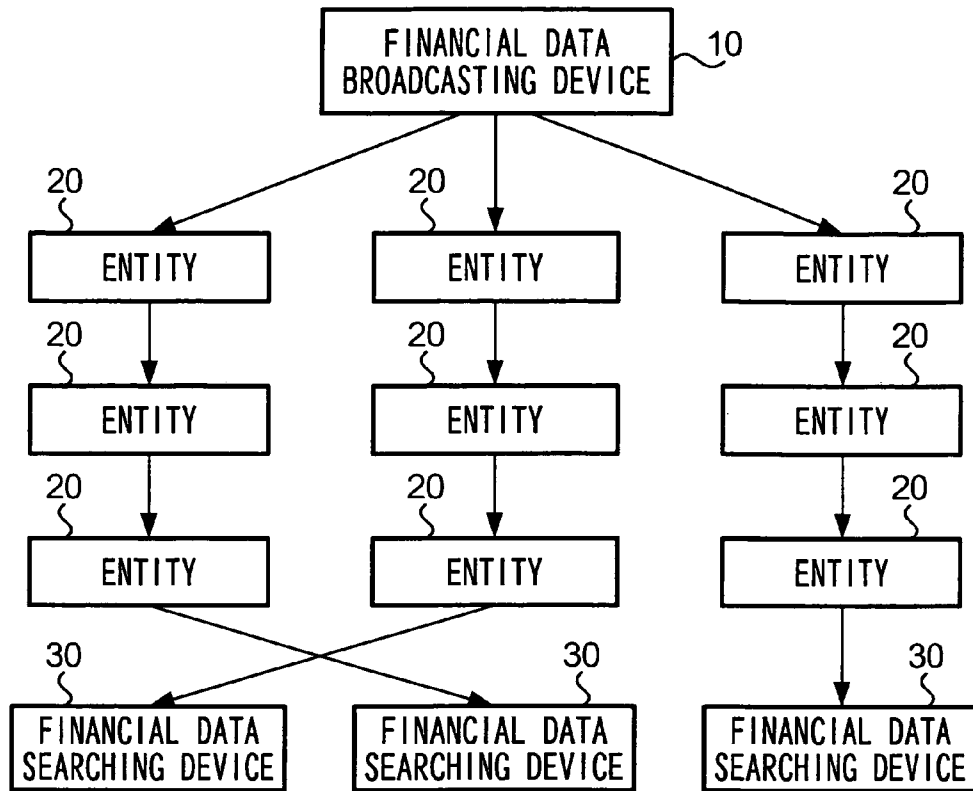 FINANCIAL DATA
BROADCASTING DEVICE
10
20
20
20
ENTITY
ENTITY
ENTITY
20
20
20
ENTITY
ENTITY
ENTITY
20
20
20
ENTITY
ENTITY
ENTITY
30
30
30
FINANCIAL DATA
SEARCHING DEVICE
FINANCIAL DATA
SEARCHING DEVICE
FINANCIAL DATA
SEARCHING DEVICE